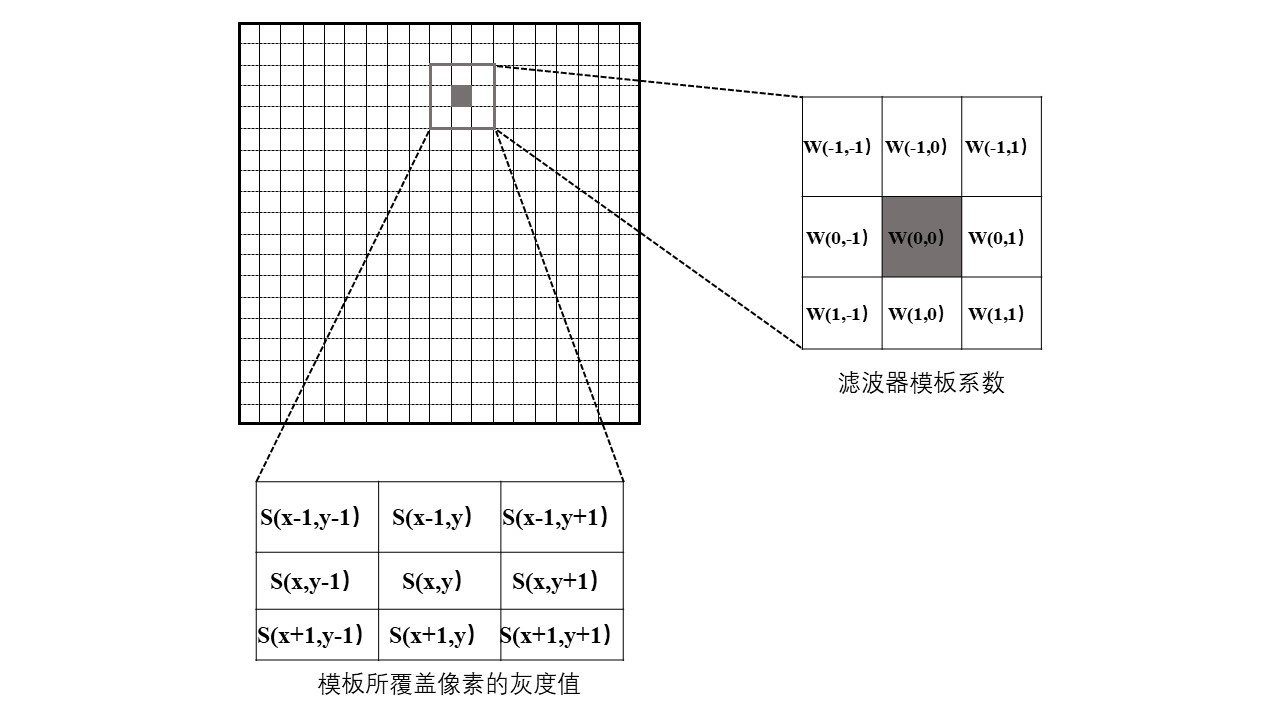 W(-1,-1) W(-1,0) W(-1,1)
W(0,-1) W(0,0) W(0,1)
W(1,-1) W(1,0) W(1,1)
滤波器模板系数
S(x-1,y-1) S(x-1,y) S(x-1,y+1)
S(x,y-1) S(x,y) S(x,y+1)
S(x+1,y-1) S(x+1,y) S(x+1,y+1)
模板所覆盖像素的灰度值